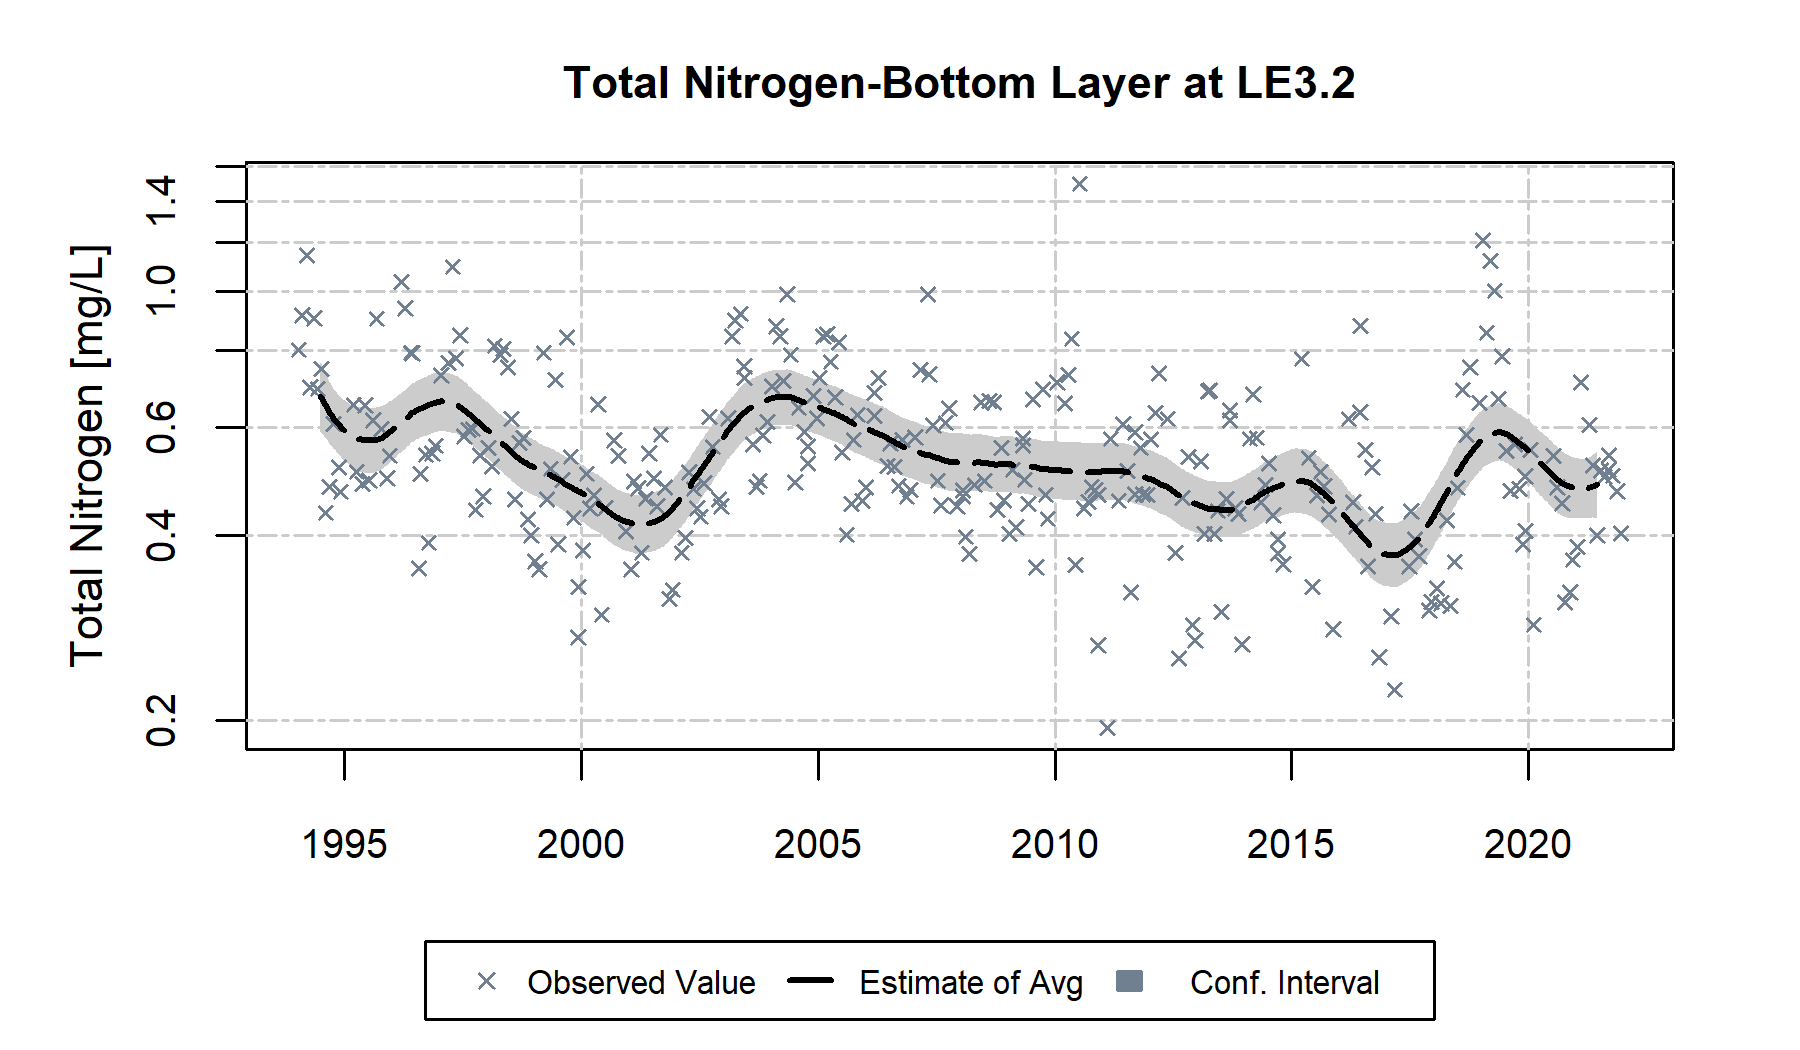 Total Nitrogen-Bottom Layer at LE3.2
Total Nitrogen [mg/L]
1.4
1.0
0.6
0.4
0.2
1995 2000 2005 2010 2015 2020
Observed Value Estimate of Avg Conf. Interval